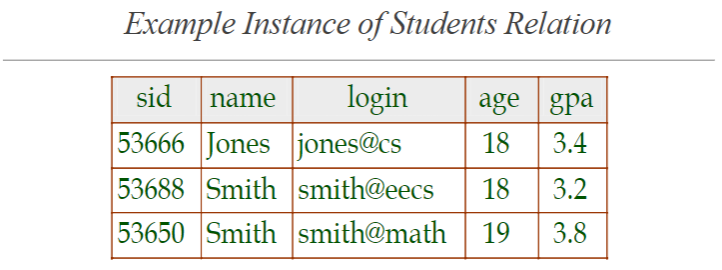 Example Instance of Students Relation
sid name login age gpa
53666 Jones jones@cs 18 3.4
53688 Smith smith@eecs 18 3.2
53650 Smith smith@math 19 3.8